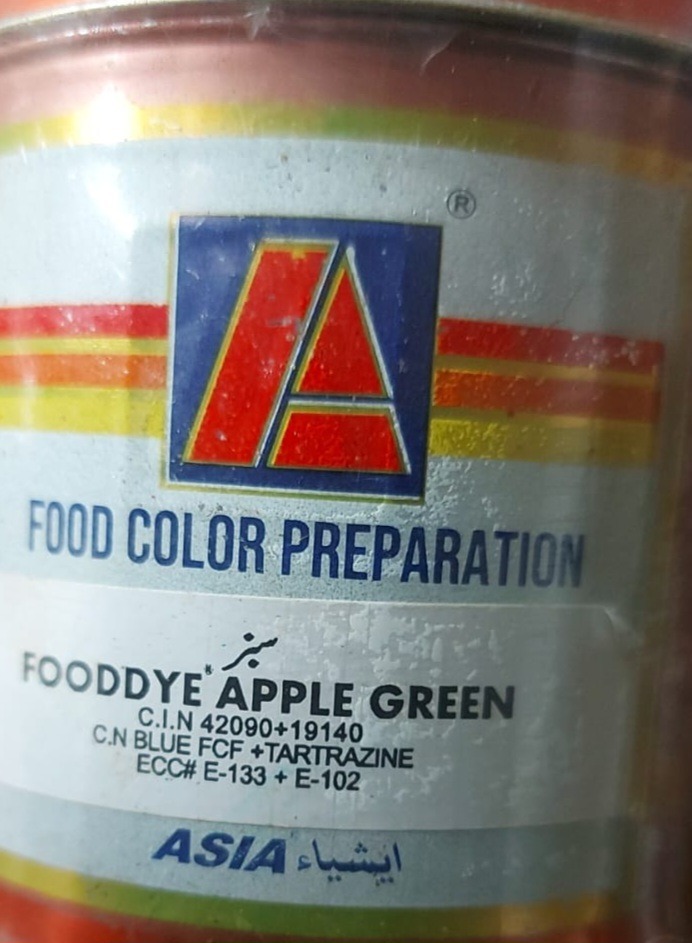 ®
A
FOOD COLOR PREPARATION
سبز
FOODDYE* APPLE GREEN
C.I.N 42090+19140
C.N BLUE FCF +TARTRAZINE
ECC# E-133 + E-102
ASIA ایشیاء